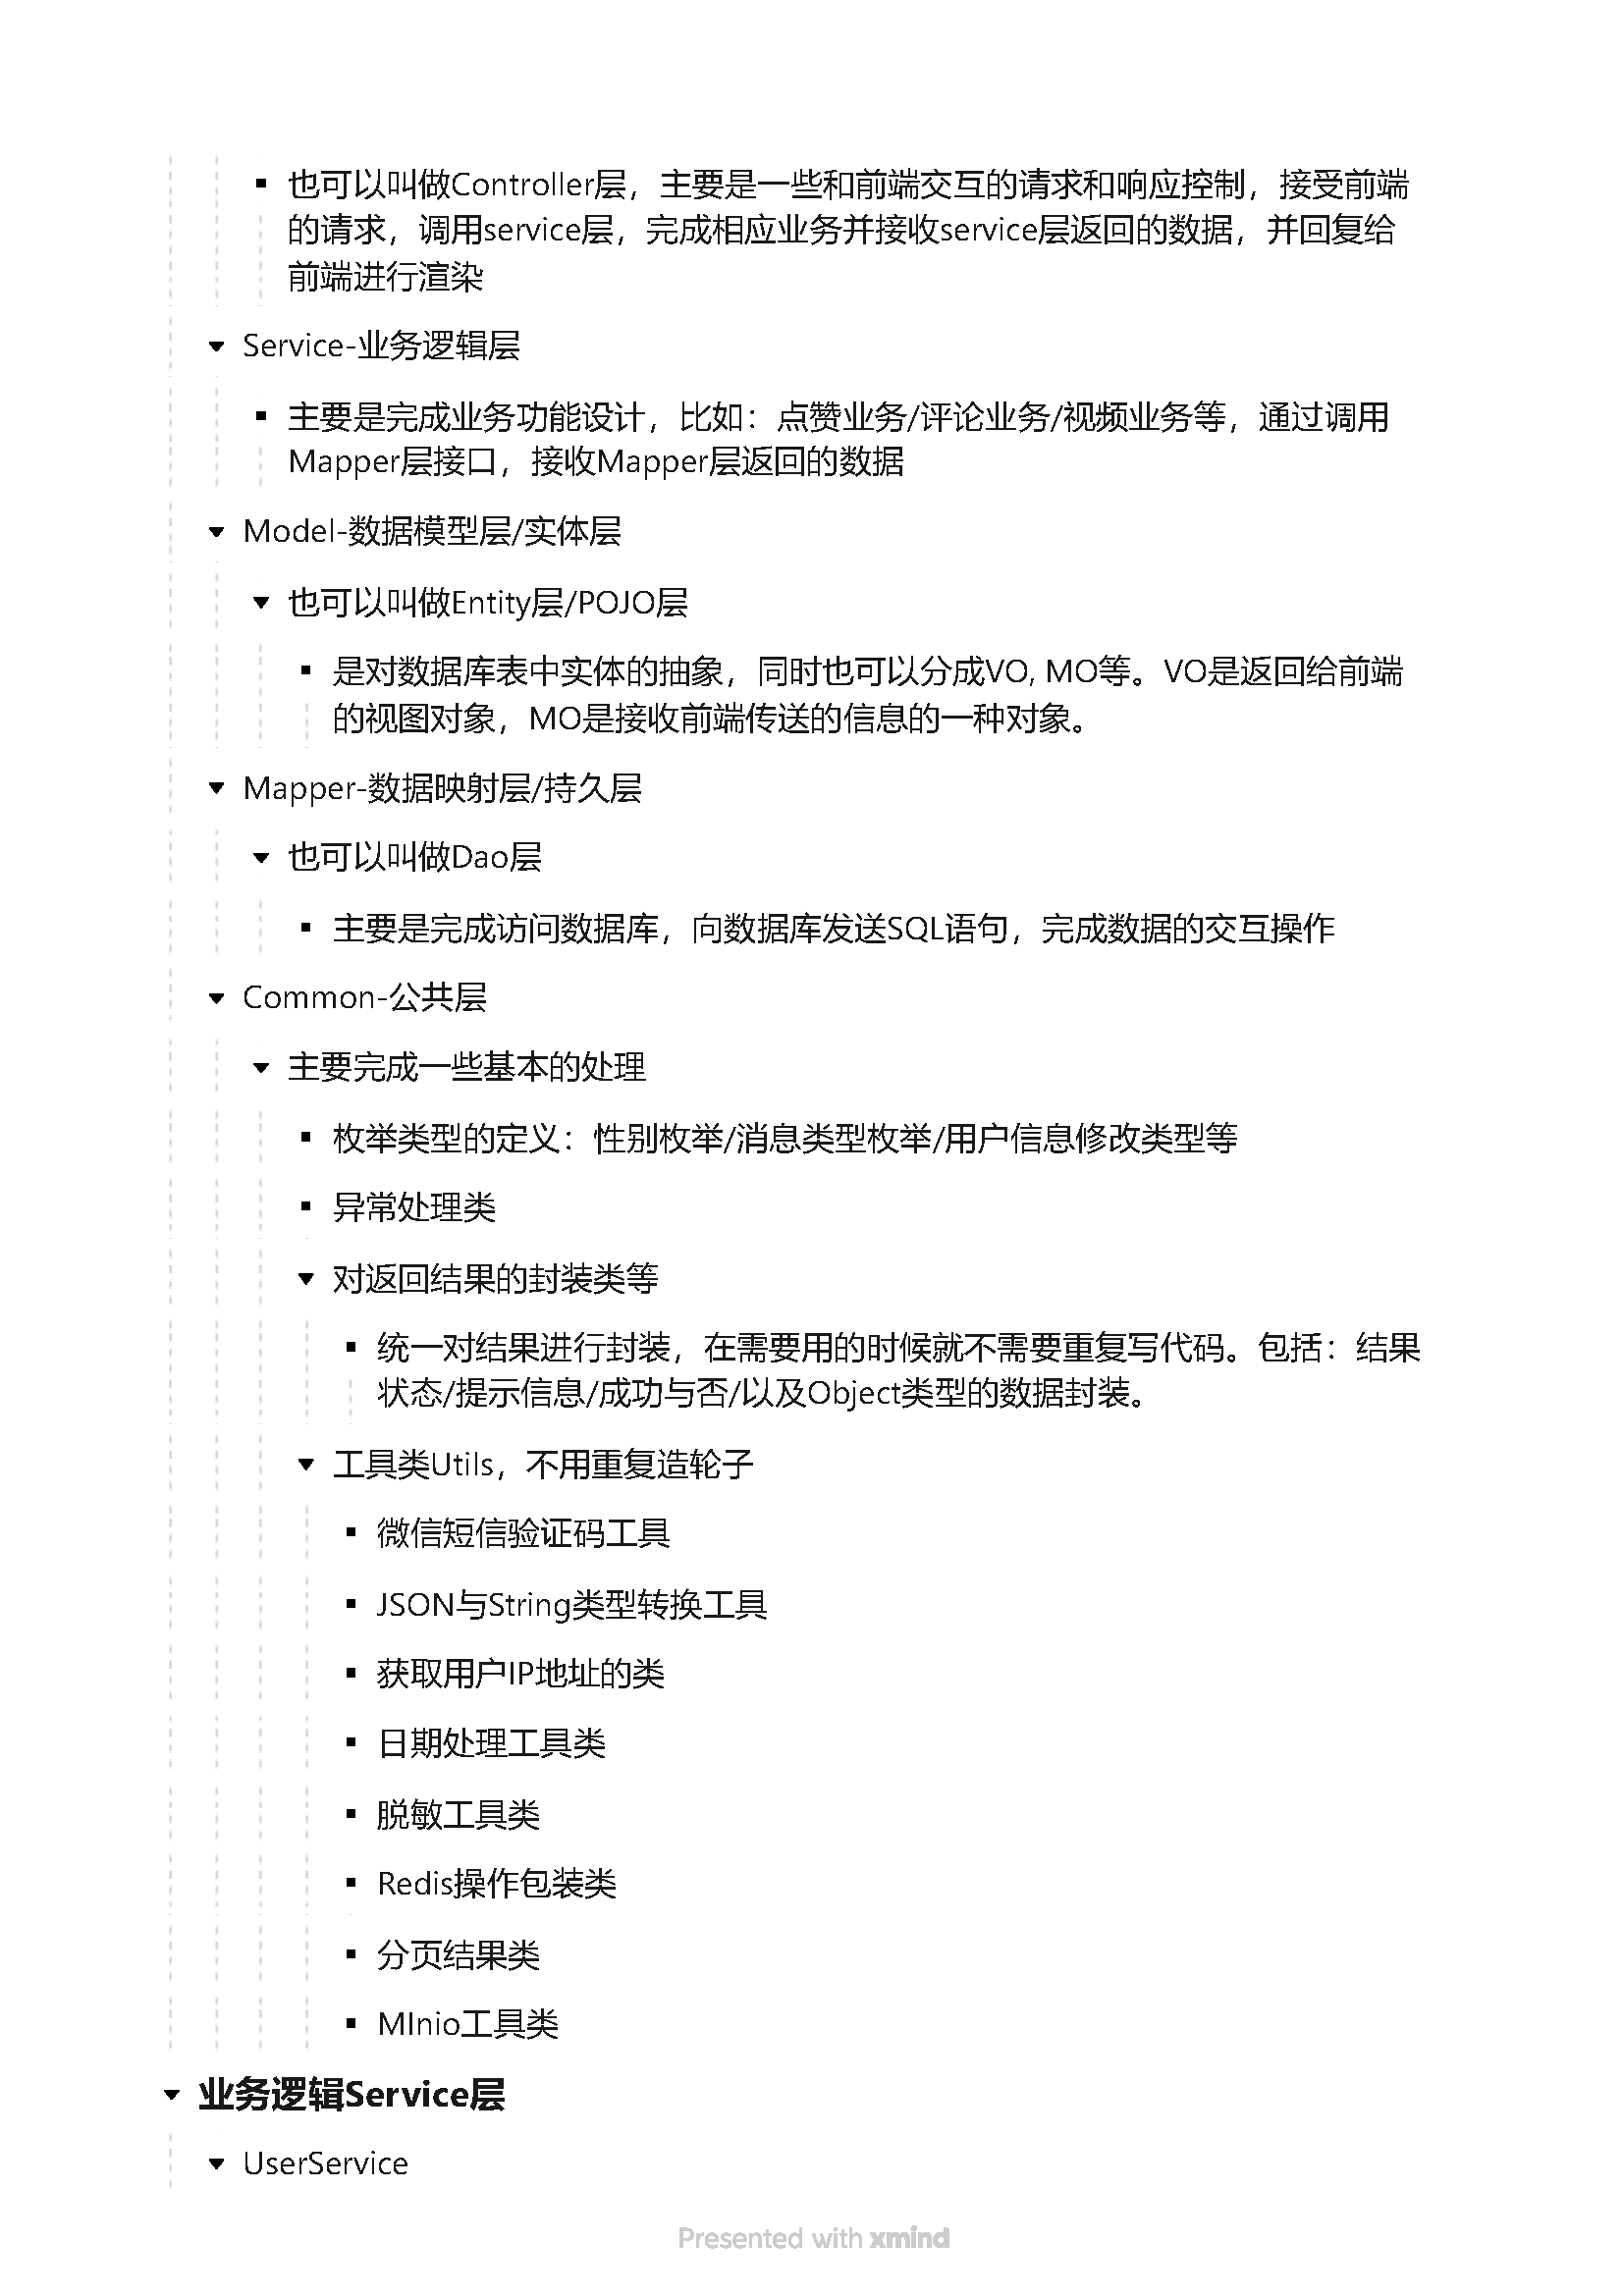 也可以叫做Controller层，主要是一些和前端交互的请求和响应控制，接受前端
的请求，调用service层，完成相应业务并接收service层返回的数据，并回复给
前端进行渲染
Service-业务逻辑层
主要是完成业务功能设计，比如：点赞业务/评论业务/视频业务等，通过调用
Mapper层接口，接收Mapper层返回的数据
Model-数据模型层/实体层
也可以叫做Entity层/POJO层
是对数据库表中实体的抽象，同时也可以分成VO, MO等。VO是返回给前端
的视图对象，MO是接收前端传送的信息的一种对象。
Mapper-数据映射层/持久层
也可以叫做Dao层
主要是完成访问数据库，向数据库发送SQL语句，完成数据的交互操作
Common-公共层
主要完成一些基本的处理
枚举类型的定义：性别枚举/消息类型枚举/用户信息修改类型等
异常处理类
对返回结果的封装类等
统一对结果进行封装，在需要用的时候就不需要重复写代码。包括：结果
状态/提示信息/成功与否/以及Object类型的数据封装。
工具类Utils，不用重复造轮子
微信短信验证码工具
JSON与String类型转换工具
获取用户IP地址的类
日期处理工具类
脱敏工具类
Redis操作包装类
分页结果类
MInio工具类
业务逻辑Service层
UserService
Presented with xmind